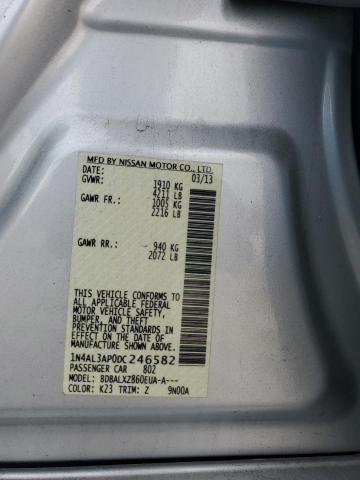 MFD BY NISSAN MOTOR CO., LTD.
DATE: 03/13
GVWR: 1910 KG
4211 LB
GAWR FR.: 1005 KG
2216 LB
GAWR RR.: 940 KG
2072 LB
THIS VEHICLE CONFORMS TO
ALL APPLICABLE FEDERAL
MOTOR VEHICLE SAFETY,
BUMPER, AND THEFT
PREVENTION STANDARDS IN
EFFECT ON THE DATE OF
MANUFACTURE SHOWN ABOVE.
1N4AL3AP0DC246582
PASSENGER CAR 802
MODEL: BDBALXZ860EUA-A---
COLOR: K23 TRIM: Z 9N00A